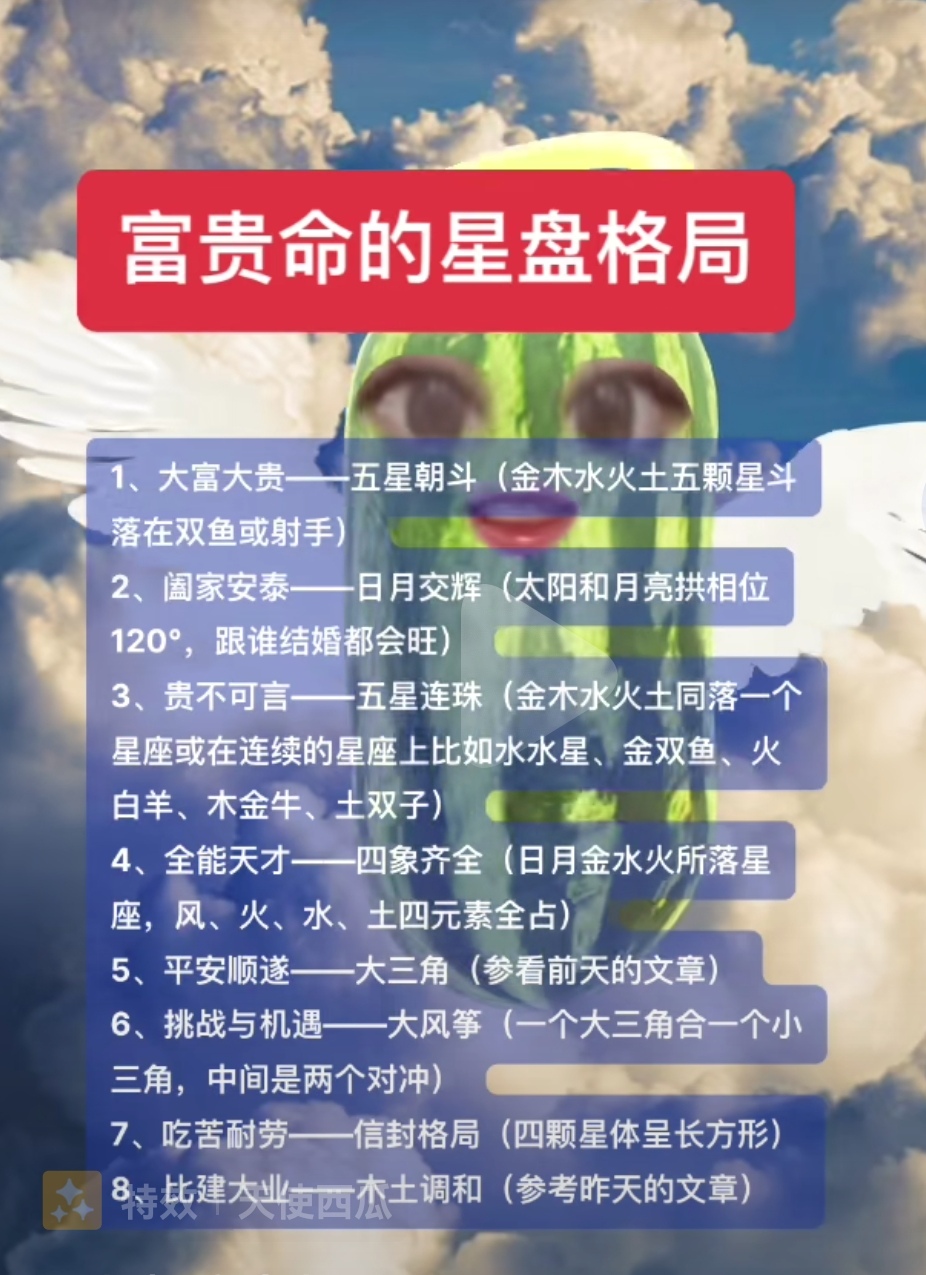 富贵命的星盘格局
1、大富大贵——五星朝斗（金木水火土五颗星斗
落在双鱼或射手）
2、阖家安泰——日月交辉（太阳和月亮拱相位
120°，跟谁结婚都会旺）
3、贵不可言——五星连珠（金木水火土同落一个
星座或在连续的星座上比如水水星、金双鱼、火
白羊、木金牛、土双子）
4、全能天才——四象齐全（日月金水火所落星
座，风、火、水、土四元素全占）
5、平安顺遂——大三角（参看前天的文章）
6、挑战与机遇——大风筝（一个大三角合一个小
三角，中间是两个对冲）
7、吃苦耐劳——信封格局（四颗星体呈长方形）
8、比建大业——木土调和（参考昨天的文章）
特效 | 天使西瓜